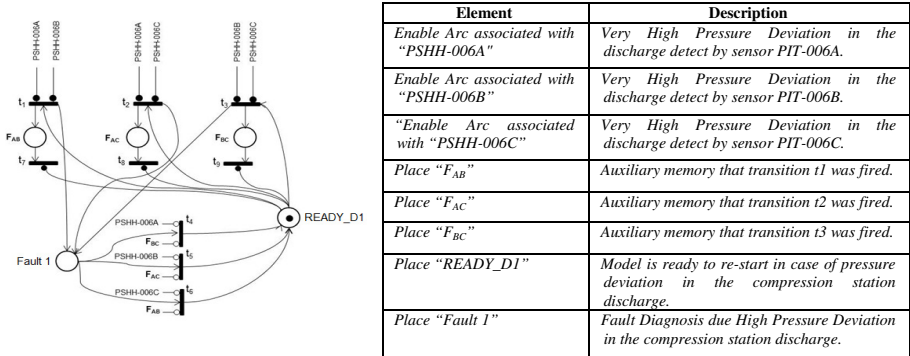 PSHH-006A
PSHH-006B
PSHH-006A
PSHH-006C
PSHH-006B
PSHH-006C
t1
t2
t3
FAB
FAC
FBC
t7
t8
t9
READY_D1
PSHH-006A
t4
FBC
PSHH-006B
t5
Fault 1
FAC
PSHH-006C
t6
FAB
Element Description
Enable Arc associated with Very High Pressure Deviation in the
“PSHH-006A" discharge detect by sensor PIT-006A.
Enable Arc associated with Very High Pressure Deviation in the
“PSHH-006B” discharge detect by sensor PIT-006B.
“Enable Arc associated Very High Pressure Deviation in the
with “PSHH-006C” discharge detect by sensor PIT-006C.
Place “FAB” Auxiliary memory that transition t1 was fired.
Place “FAC” Auxiliary memory that transition t2 was fired.
Place “FBC” Auxiliary memory that transition t3 was fired.
Place “READY_D1” Model is ready to re-start in case of pressure
deviation in the compression station
discharge.
Place “Fault 1” Fault Diagnosis due High Pressure Deviation
in the compression station discharge.